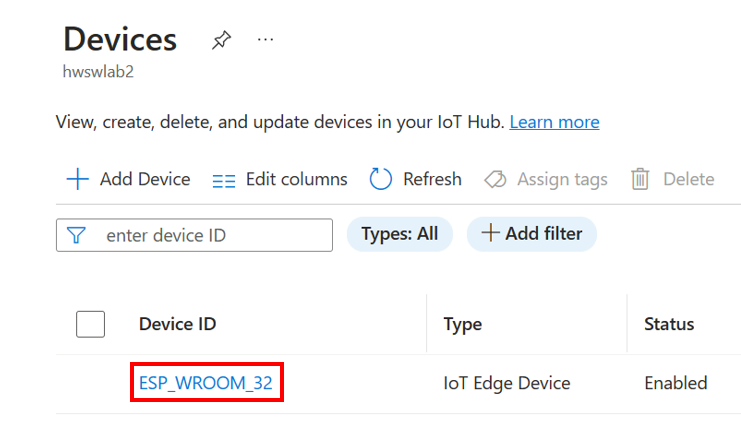 Devices ...
hwswlab2
View, create, delete, and update devices in your IoT Hub. Learn more
Add Device Edit columns Refresh Assign tags Delete
enter device ID Types: All Add filter
Device ID Type Status
ESP_WROOM_32 IoT Edge Device Enabled